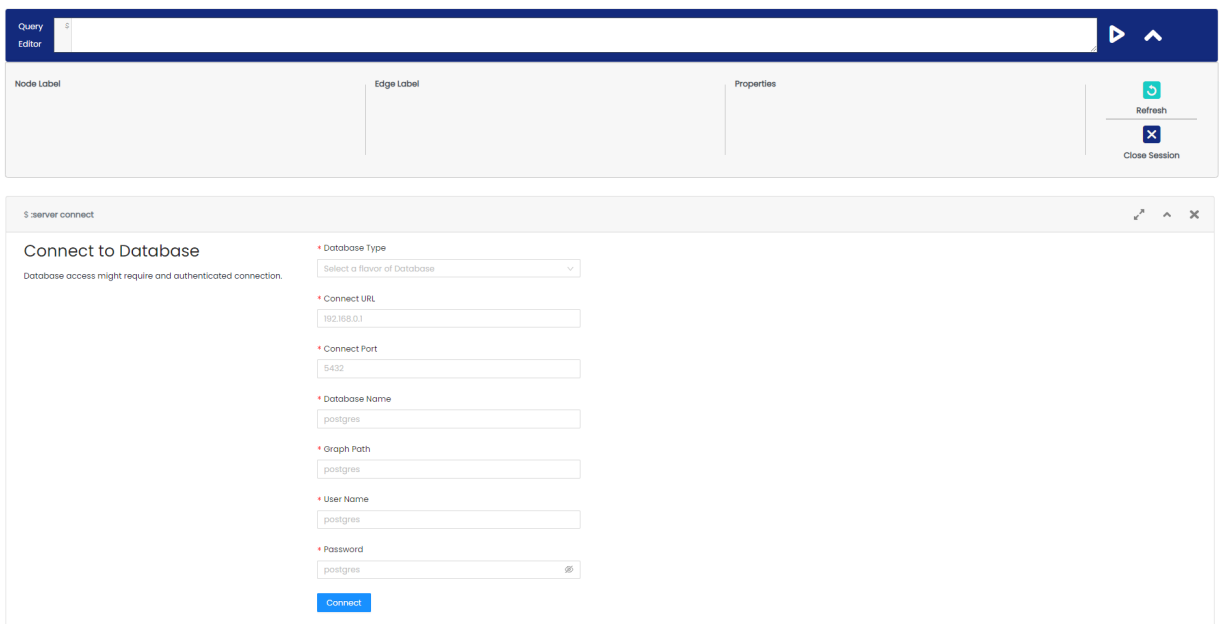 Query
Editor
$
Node Label
Edge Label
Properties
Refresh
Close Session
$ :server connect
Connect to Database
Database access might require and authenticated connection.
* Database Type
Select a flavor of Database
* Connect URL
192.168.0.1
* Connect Port
5432
* Database Name
postgres
* Graph Path
postgres
* User Name
postgres
* Password
postgres
Connect